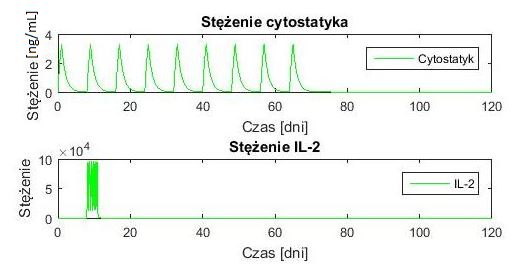 Stężenie cytostatyka
Stężenie [ng/mL]
4
2
0
Cytostatyk
0 20 40 60 80 100 120
Czas [dni]
Stężenie IL-2
× 10⁴
Stężenie
10
5
0
IL-2
0 20 40 60 80 100 120
Czas [dni]